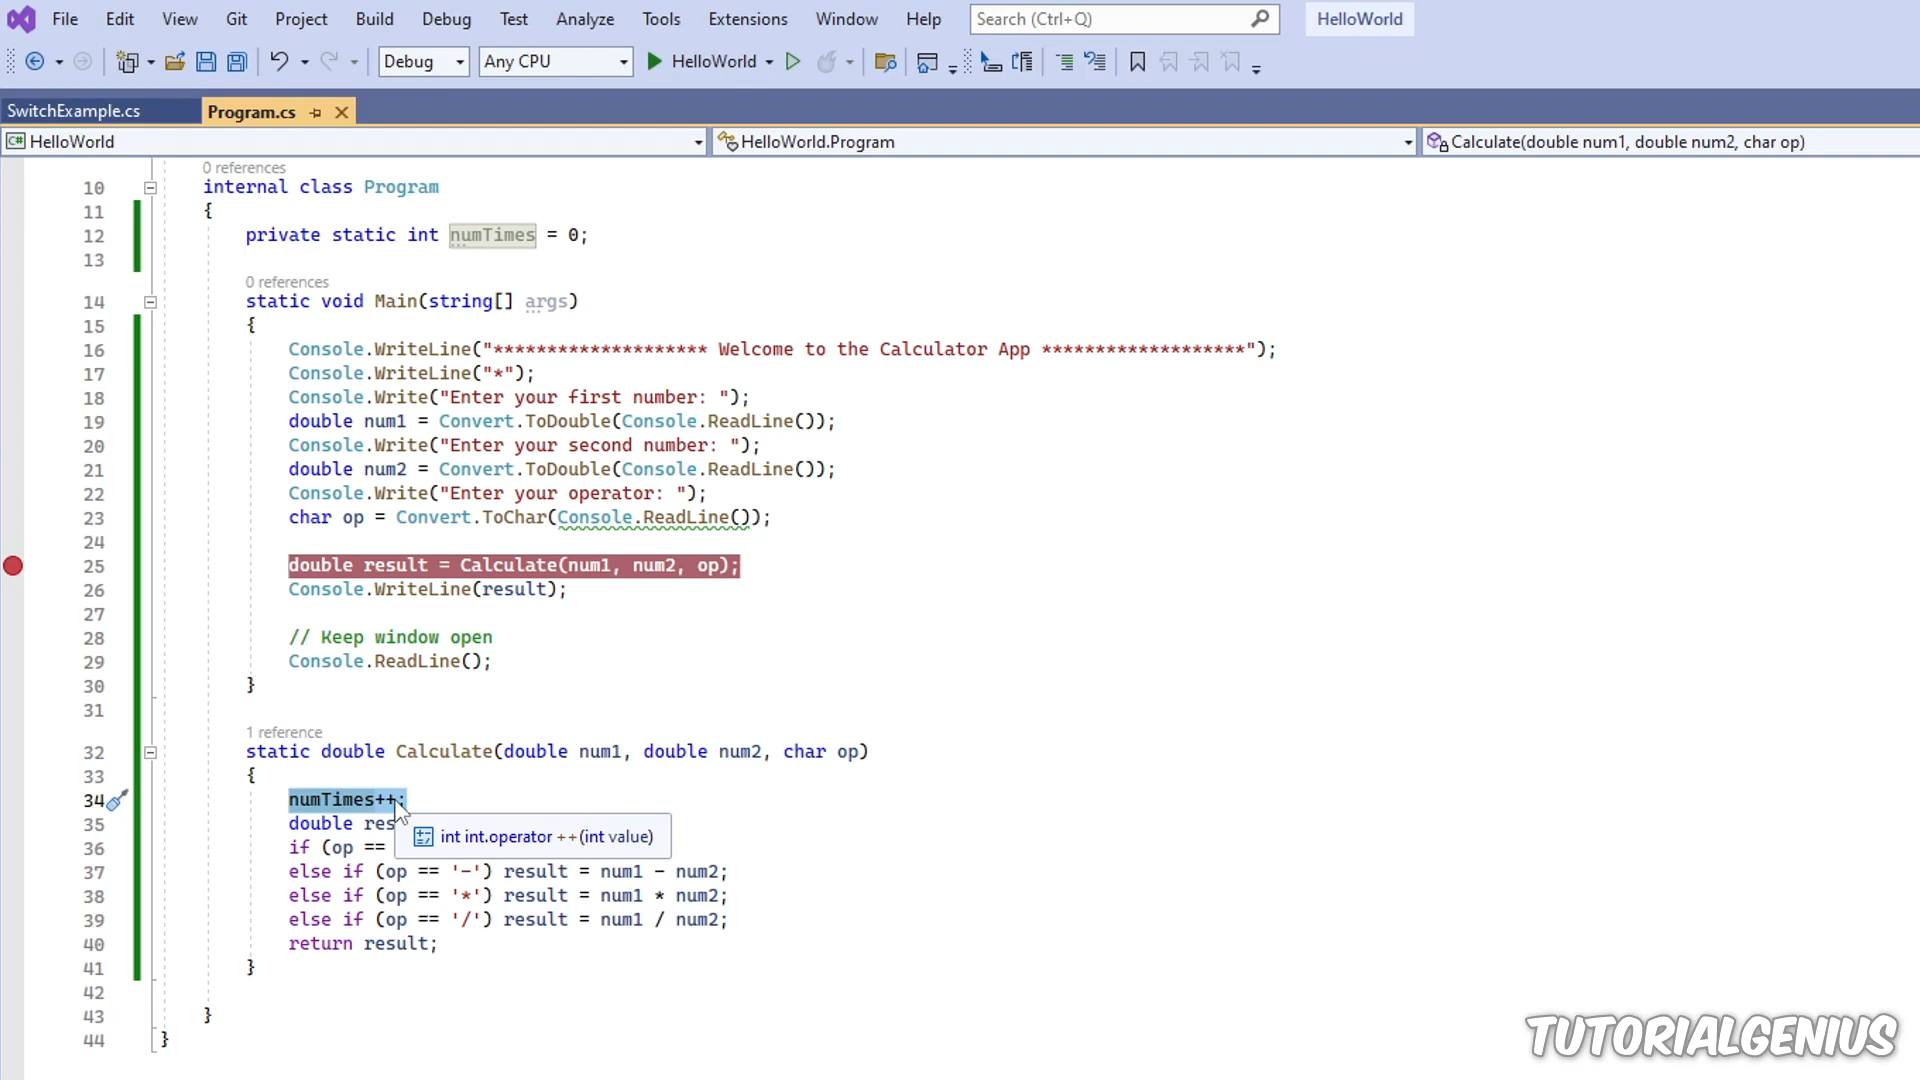 File Edit View Git Project Build Debug Test Analyze Tools Extensions Window Help Search (Ctrl+Q) HelloWorld
Debug Any CPU HelloWorld
SwitchExample.cs Program.cs
C# HelloWorld HelloWorld.Program Calculate(double num1, double num2, char op)
0 references
10 internal class Program
11 {
12 private static int numTimes = 0;
13
0 references
14 static void Main(string[] args)
15 {
16 Console.WriteLine("******************** Welcome to the Calculator App *******************");
17 Console.WriteLine("*");
18 Console.Write("Enter your first number: ");
19 double num1 = Convert.ToDouble(Console.ReadLine());
20 Console.Write("Enter your second number: ");
21 double num2 = Convert.ToDouble(Console.ReadLine());
22 Console.Write("Enter your operator: ");
23 char op = Convert.ToChar(Console.ReadLine());
24
25 double result = Calculate(num1, num2, op);
26 Console.WriteLine(result);
27
28 // Keep window open
29 Console.ReadLine();
30 }
31
1 reference
32 static double Calculate(double num1, double num2, char op)
33 {
34 numTimes++;
35 double res
int int.operator ++(int value)
36 if (op ==
37 else if (op == '-') result = num1 - num2;
38 else if (op == '*') result = num1 * num2;
39 else if (op == '/') result = num1 / num2;
40 return result;
41 }
42
43 }
44 }
TUTORIALGENIUS